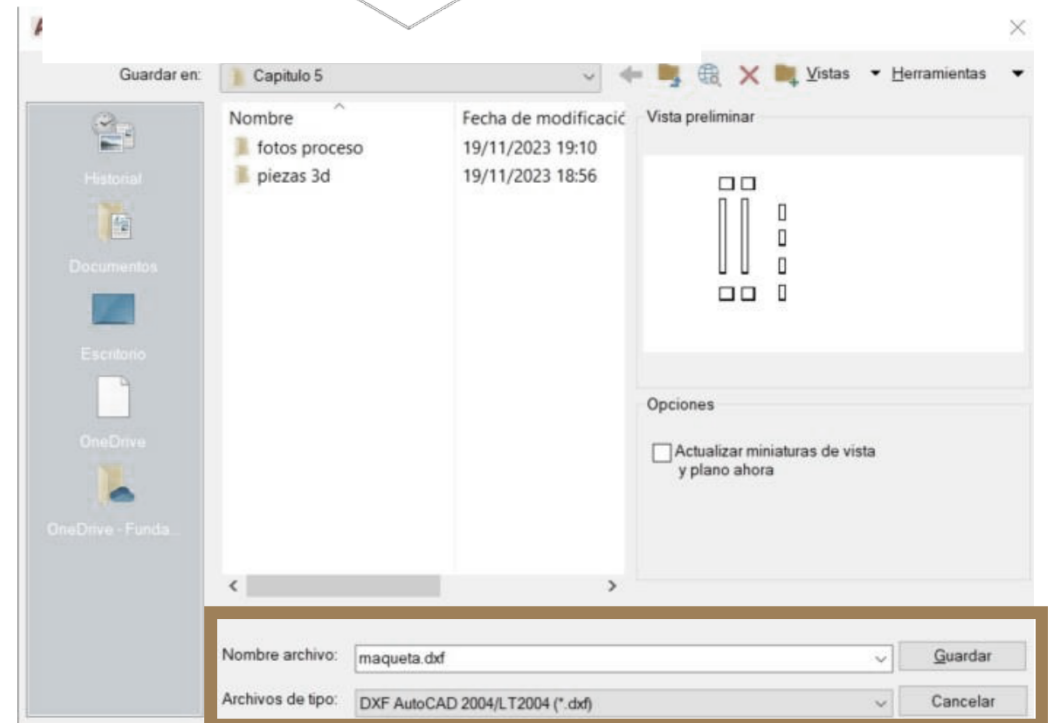 Guardar en: Capitulo 5 Vistas Herramientas
Nombre Fecha de modificació Vista preliminar
fotos proceso 19/11/2023 19:10
piezas 3d 19/11/2023 18:56
Historial
Documentos
Escritorio
OneDrive
OneDrive - Funda...
Opciones
Actualizar miniaturas de vista
y plano ahora
Nombre archivo: maqueta.dxf Guardar
Archivos de tipo: DXF AutoCAD 2004/LT2004 (*.dxf) Cancelar